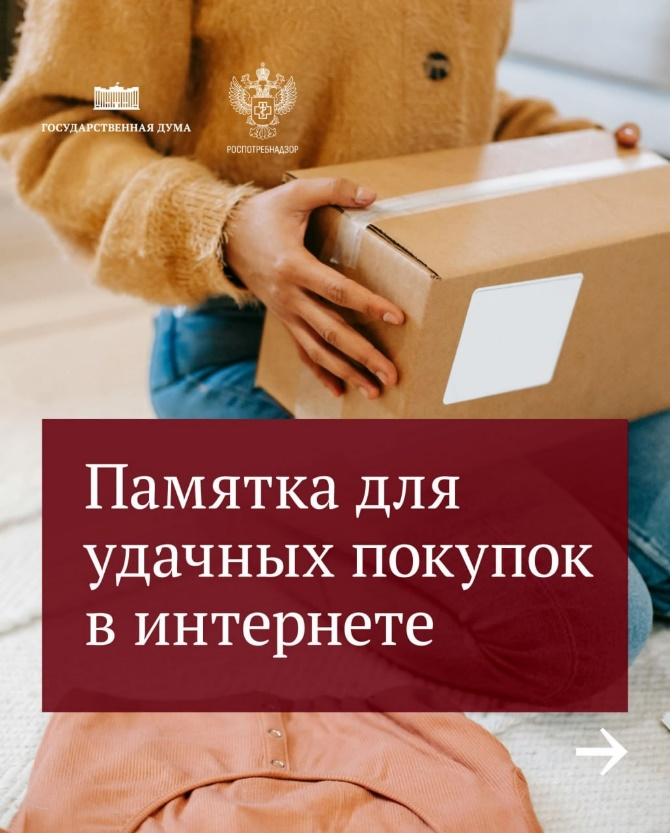 ГОСУДАРСТВЕННАЯ ДУМА
РОСПОТРЕБНАДЗОР
Памятка для
удачных покупок
в интернете